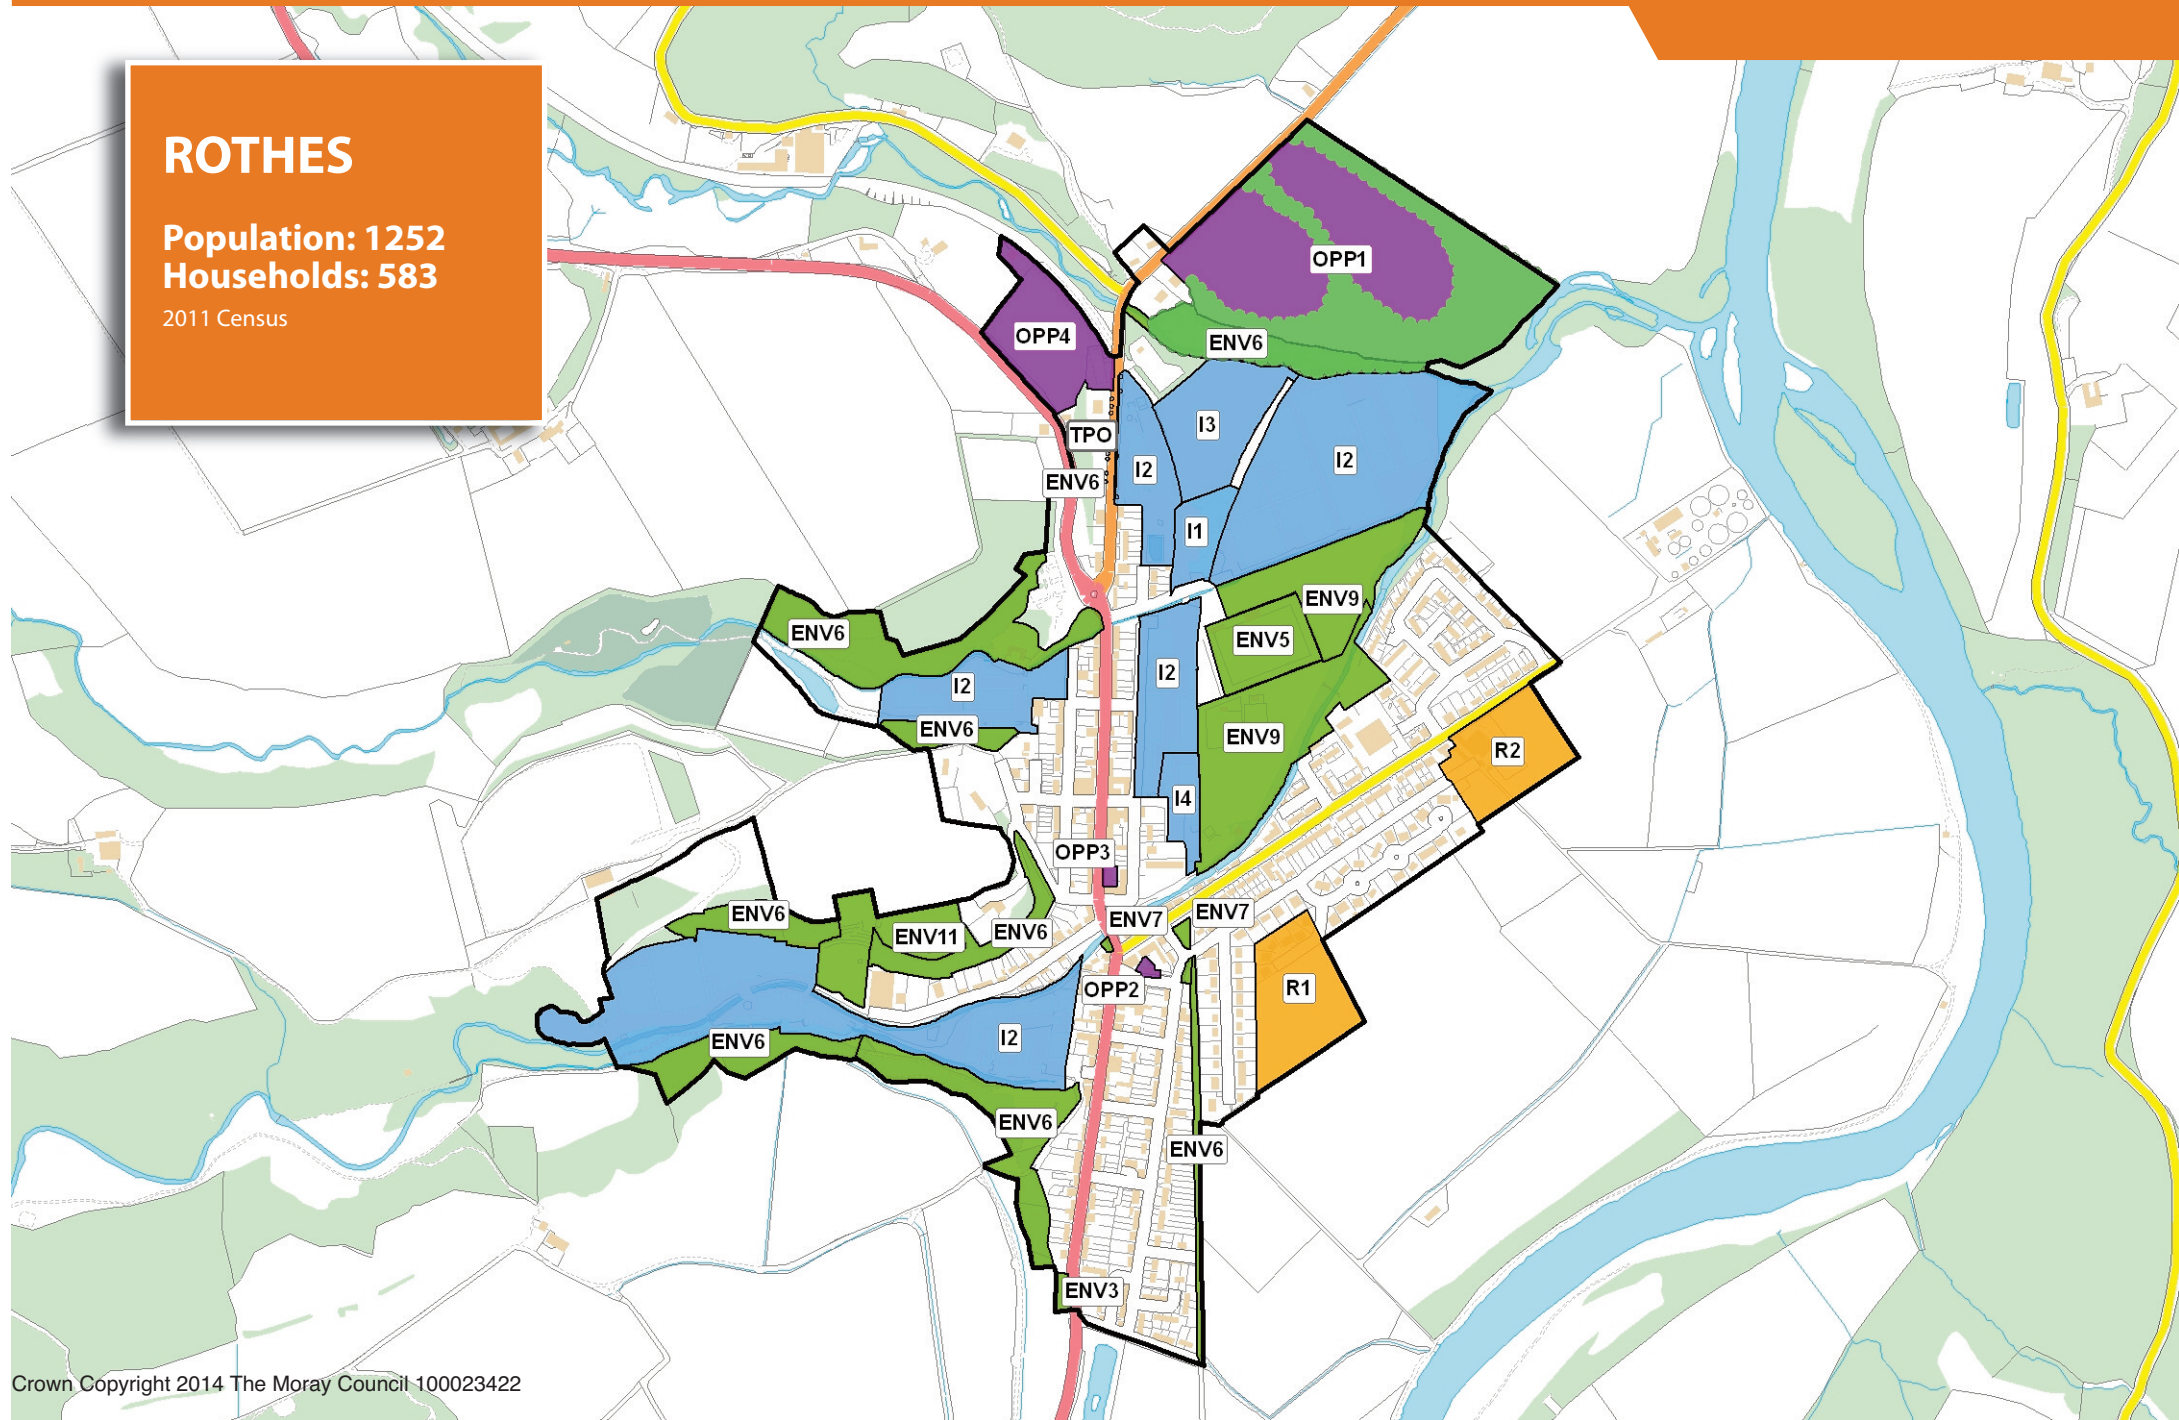 ROTHES
Population: 1252
Households: 583
2011 Census
OPP1
OPP4
ENV6
I3
TPO
I2
I2
ENV6
I1
ENV9
ENV6
ENV5
I2
I2
ENV6
ENV9
R2
I4
OPP3
ENV6
ENV7
ENV7
ENV11
ENV6
OPP2
R1
I2
ENV6
ENV6
ENV6
ENV3
Crown Copyright 2014 The Moray Council 100023422